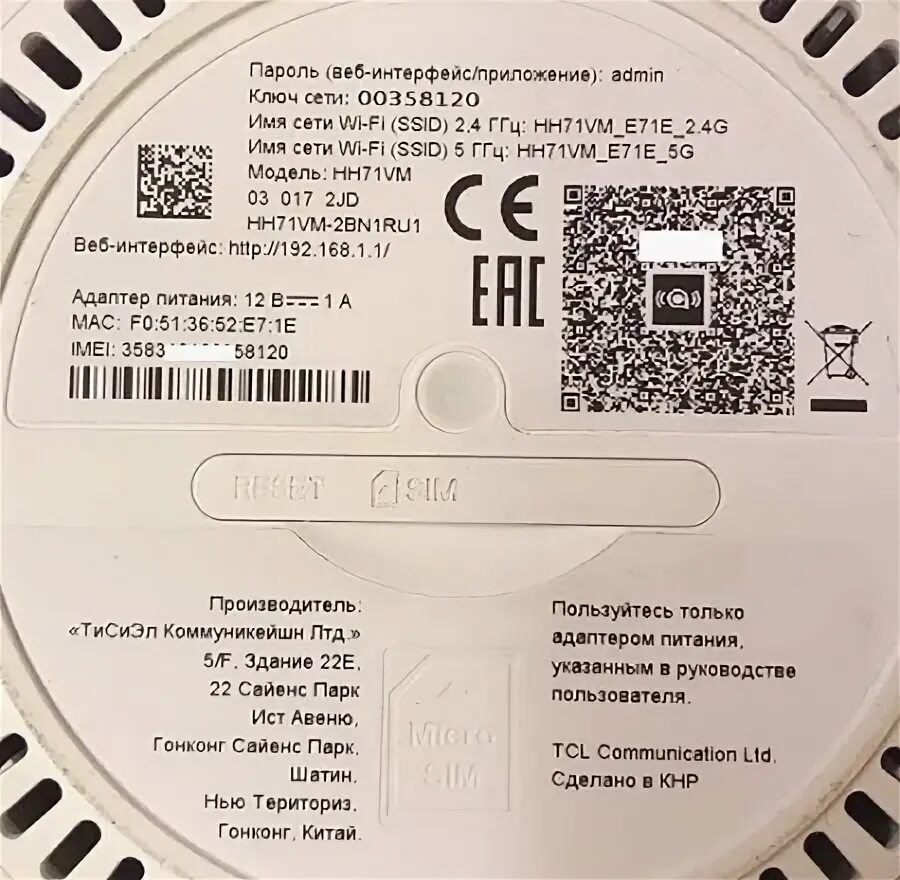 Пароль (веб-интерфейс/приложение): admin
Ключ сети: 00358120
Имя сети Wi-Fi (SSID) 2.4 ГГц: HH71VM_E71E_2.4G
Имя сети Wi-Fi (SSID) 5 ГГц: HH71VM_E71E_5G
Модель: HH71VM
03 017 2JD
HH71VM-2BN1RU1
Веб-интерфейс: http://192.168.1.1/
CE
EAC
Адаптер питания: 12 В⎓1 А
MAC: F0:51:36:52:E7:1E
IMEI: 3583 58120
RESET SIM
Производитель:
«ТиСиЭл Коммуникейшн Лтд.»
5/F, Здание 22E,
22 Сайенс Парк
Ист Авеню,
Гонконг Сайенс Парк,
Шатин,
Нью Териториз,
Гонконг, Китай.
Micro
SIM
Пользуйтесь только
адаптером питания,
указанным в руководстве
пользователя.
TCL Communication Ltd.
Сделано в КНР